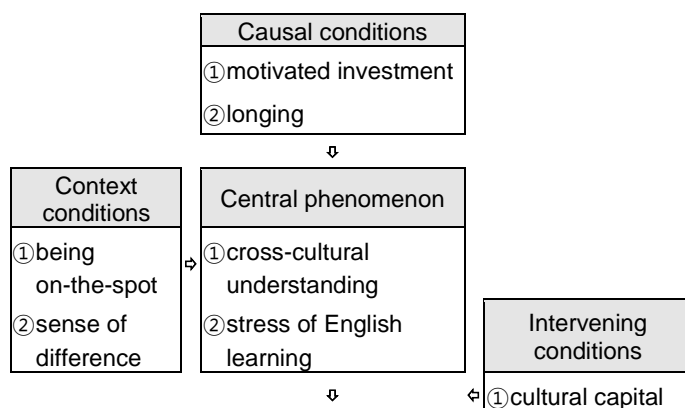 Causal conditions
①motivated investment
②longing
Context
conditions
①being
on-the-spot
②sense of
difference
Central phenomenon
①cross-cultural
understanding
②stress of English
learning
Intervening
conditions
①cultural capital